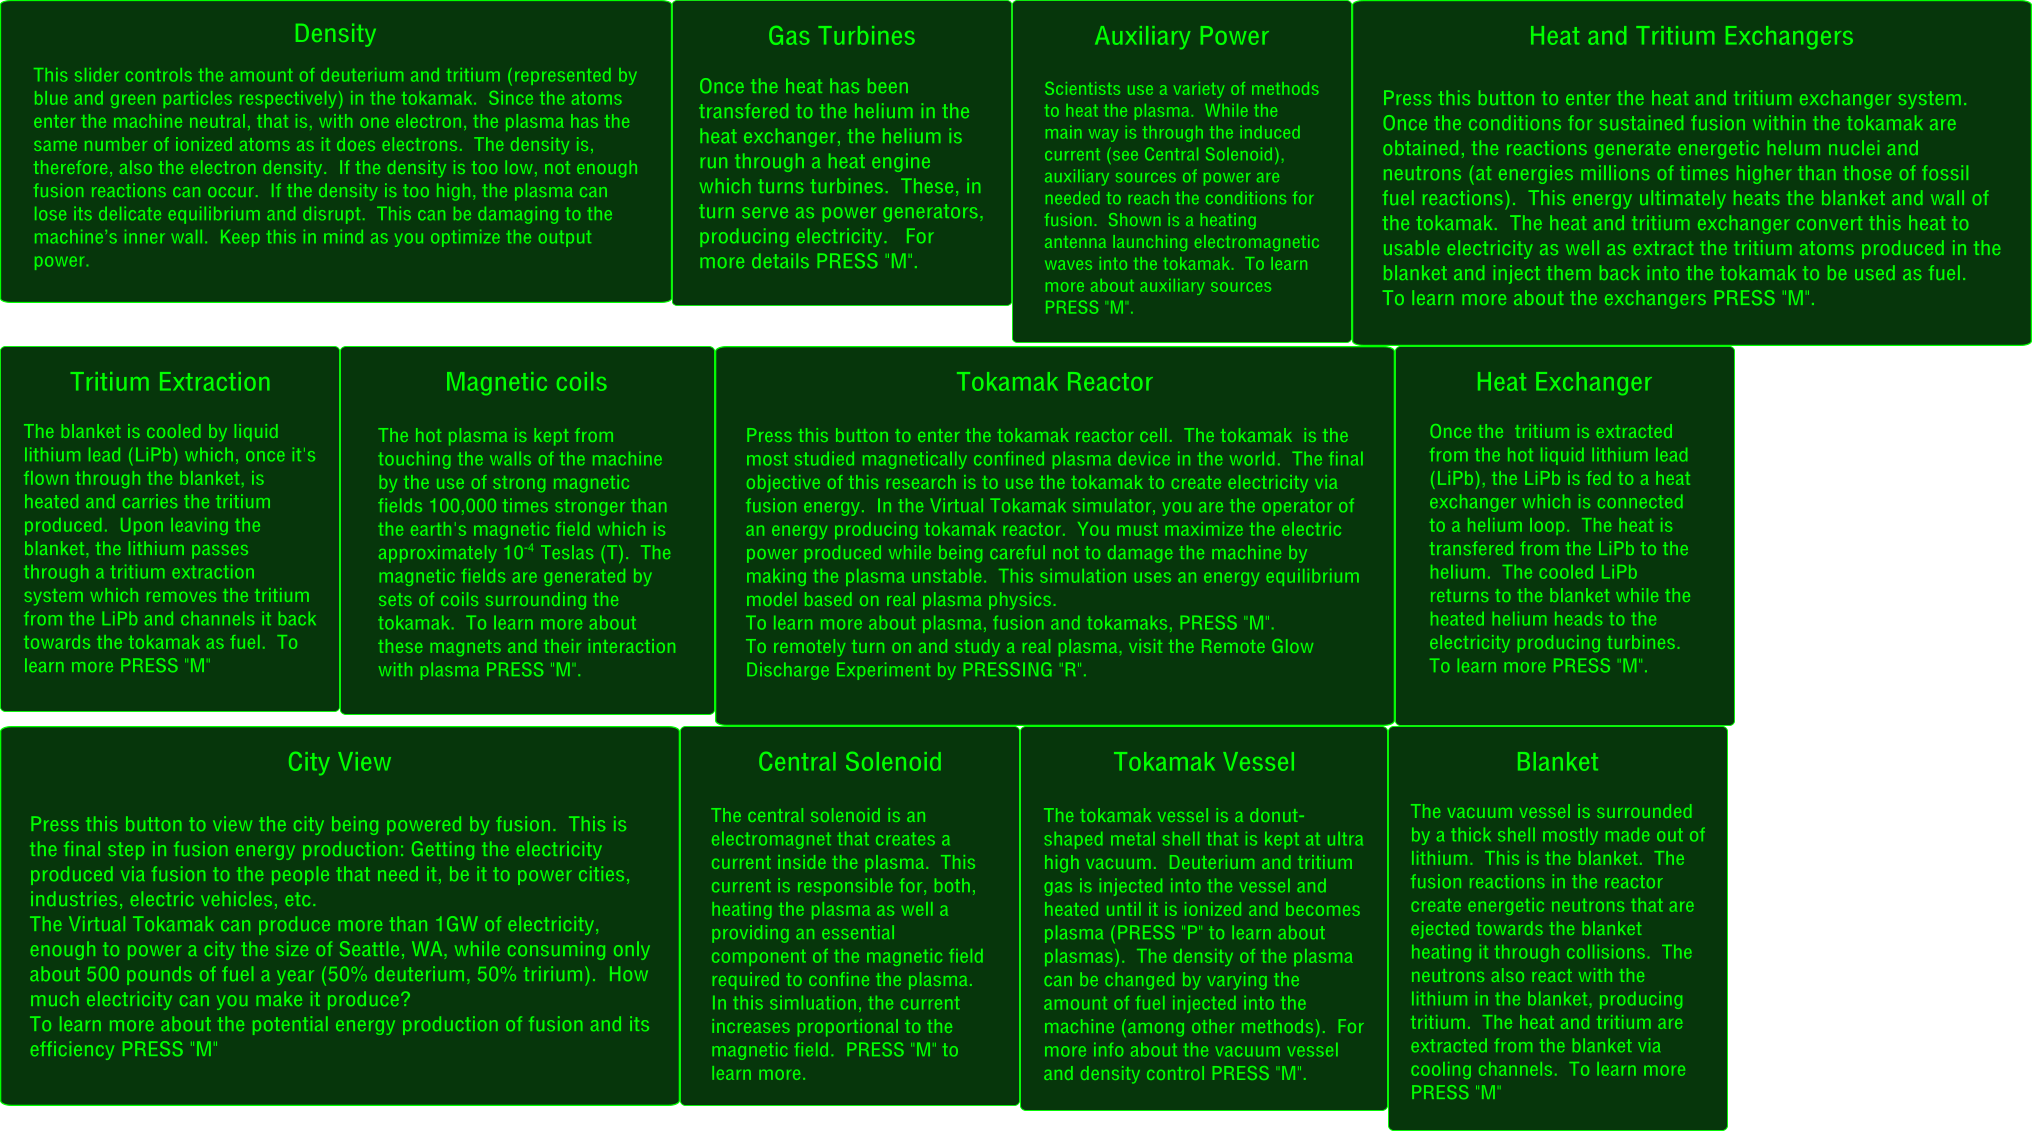 Density
This slider controls the amount of deuterium and tritium (represented by
blue and green particles respectively) in the tokamak.  Since the atoms
enter the machine neutral, that is, with one electron, the plasma has the
same number of ionized atoms as it does electrons.  The density is,
therefore, also the electron density.  If the density is too low, not enough
fusion reactions can occur.  If the density is too high, the plasma can
lose its delicate equilibrium and disrupt.  This can be damaging to the
machine's inner wall.  Keep this in mind as you optimize the output
power.
Gas Turbines
Once the heat has been
transfered to the helium in the
heat exchanger, the helium is
run through a heat engine
which turns turbines.  These, in
turn serve as power generators,
producing electricity.   For
more details PRESS "M".
Auxiliary Power
Scientists use a variety of methods
to heat the plasma.  While the
main way is through the induced
current (see Central Solenoid),
auxiliary sources of power are
needed to reach the conditions for
fusion.  Shown is a heating
antenna launching electromagnetic
waves into the tokamak.  To learn
more about auxiliary sources
PRESS "M".
Heat and Tritium Exchangers
Press this button to enter the heat and tritium exchanger system.
Once the conditions for sustained fusion within the tokamak are
obtained, the reactions generate energetic helum nuclei and
neutrons (at energies millions of times higher than those of fossil
fuel reactions).  This energy ultimately heats the blanket and wall of
the tokamak.  The heat and tritium exchanger convert this heat to
usable electricity as well as extract the tritium atoms produced in the
blanket and inject them back into the tokamak to be used as fuel.
To learn more about the exchangers PRESS "M".
Tritium Extraction
The blanket is cooled by liquid
lithium lead (LiPb) which, once it's
flown through the blanket, is
heated and carries the tritium
produced.  Upon leaving the
blanket, the lithium passes
through a tritium extraction
system which removes the tritium
from the LiPb and channels it back
towards the tokamak as fuel.  To
learn more PRESS "M"
Magnetic coils
The hot plasma is kept from
touching the walls of the machine
by the use of strong magnetic
fields 100,000 times stronger than
the earth's magnetic field which is
approximately 10⁻⁴ Teslas (T).  The
magnetic fields are generated by
sets of coils surrounding the
tokamak.  To learn more about
these magnets and their interaction
with plasma PRESS "M".
Tokamak Reactor
Press this button to enter the tokamak reactor cell.  The tokamak  is the
most studied magnetically confined plasma device in the world.  The final
objective of this research is to use the tokamak to create electricity via
fusion energy.  In the Virtual Tokamak simulator, you are the operator of
an energy producing tokamak reactor.  You must maximize the electric
power produced while being careful not to damage the machine by
making the plasma unstable.  This simulation uses an energy equilibrium
model based on real plasma physics.
To learn more about plasma, fusion and tokamaks, PRESS "M".
To remotely turn on and study a real plasma, visit the Remote Glow
Discharge Experiment by PRESSING "R".
Heat Exchanger
Once the  tritium is extracted
from the hot liquid lithium lead
(LiPb), the LiPb is fed to a heat
exchanger which is connected
to a helium loop.  The heat is
transfered from the LiPb to the
helium.  The cooled LiPb
returns to the blanket while the
heated helium heads to the
electricity producing turbines.
To learn more PRESS "M".
City View
Press this button to view the city being powered by fusion.  This is
the final step in fusion energy production: Getting the electricity
produced via fusion to the people that need it, be it to power cities,
industries, electric vehicles, etc.
The Virtual Tokamak can produce more than 1GW of electricity,
enough to power a city the size of Seattle, WA, while consuming only
about 500 pounds of fuel a year (50% deuterium, 50% tririum).  How
much electricity can you make it produce?
To learn more about the potential energy production of fusion and its
efficiency PRESS "M"
Central Solenoid
The central solenoid is an
electromagnet that creates a
current inside the plasma.  This
current is responsible for, both,
heating the plasma as well a
providing an essential
component of the magnetic field
required to confine the plasma.
In this simluation, the current
increases proportional to the
magnetic field.  PRESS "M" to
learn more.
Tokamak Vessel
The tokamak vessel is a donut-
shaped metal shell that is kept at ultra
high vacuum.  Deuterium and tritium
gas is injected into the vessel and
heated until it is ionized and becomes
plasma (PRESS "P" to learn about
plasmas).  The density of the plasma
can be changed by varying the
amount of fuel injected into the
machine (among other methods).  For
more info about the vacuum vessel
and density control PRESS "M".
Blanket
The vacuum vessel is surrounded
by a thick shell mostly made out of
lithium.  This is the blanket.  The
fusion reactions in the reactor
create energetic neutrons that are
ejected towards the blanket
heating it through collisions.  The
neutrons also react with the
lithium in the blanket, producing
tritium.  The heat and tritium are
extracted from the blanket via
cooling channels.  To learn more
PRESS "M"